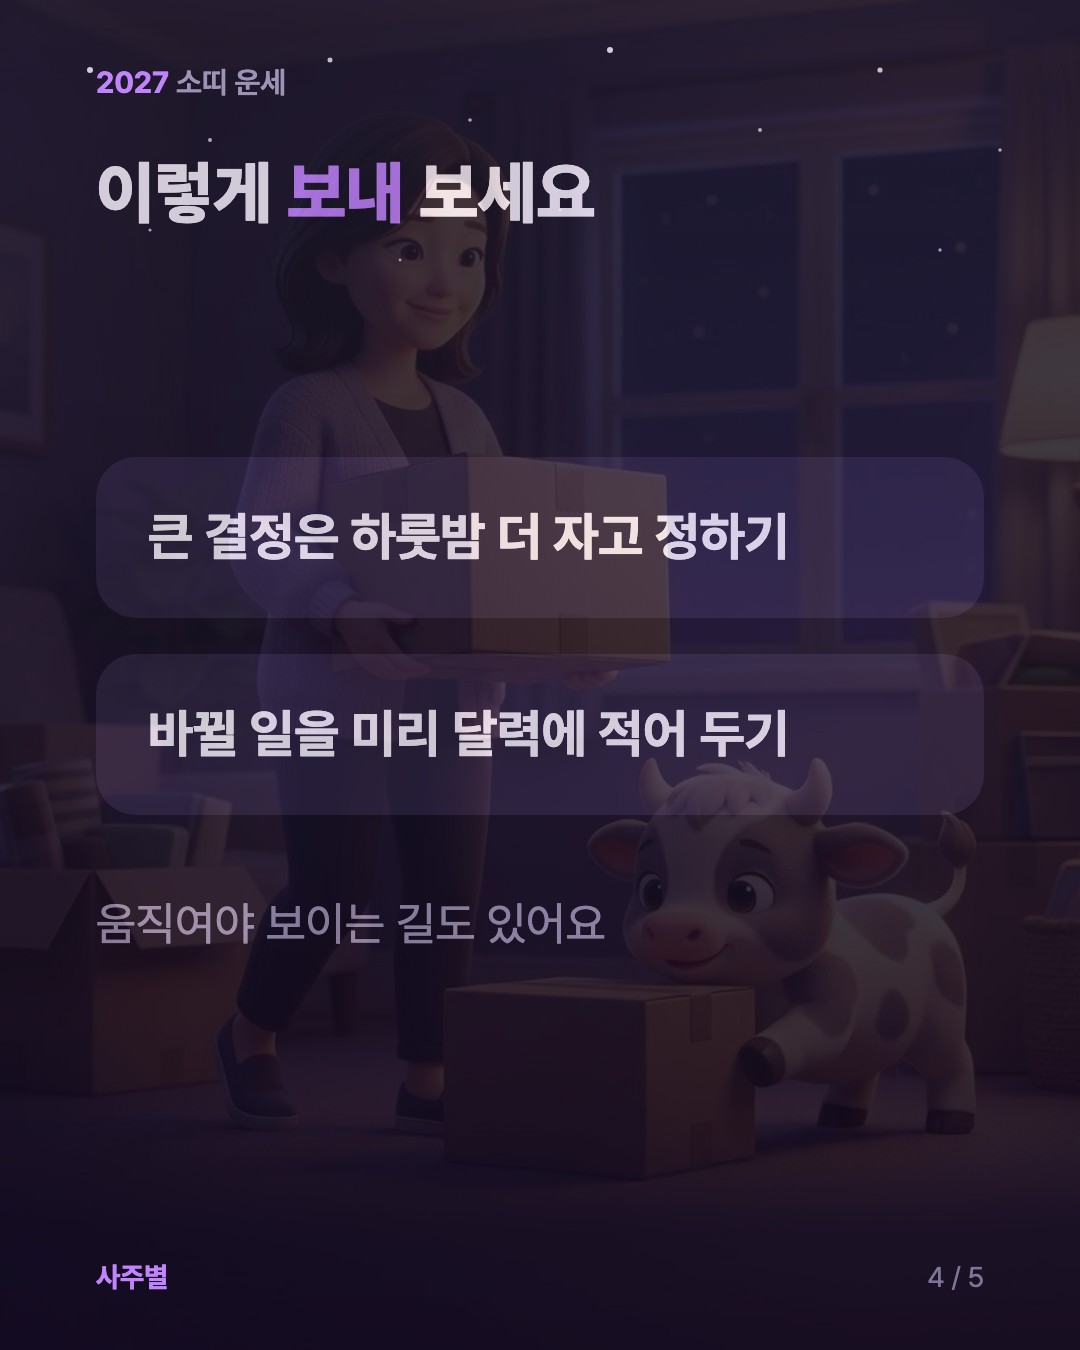 2027 소띠 운세
이렇게 보내 보세요
큰 결정은 하룻밤 더 자고 정하기
바뀔 일을 미리 달력에 적어 두기
움직여야 보이는 길도 있어요
사주별
4 / 5